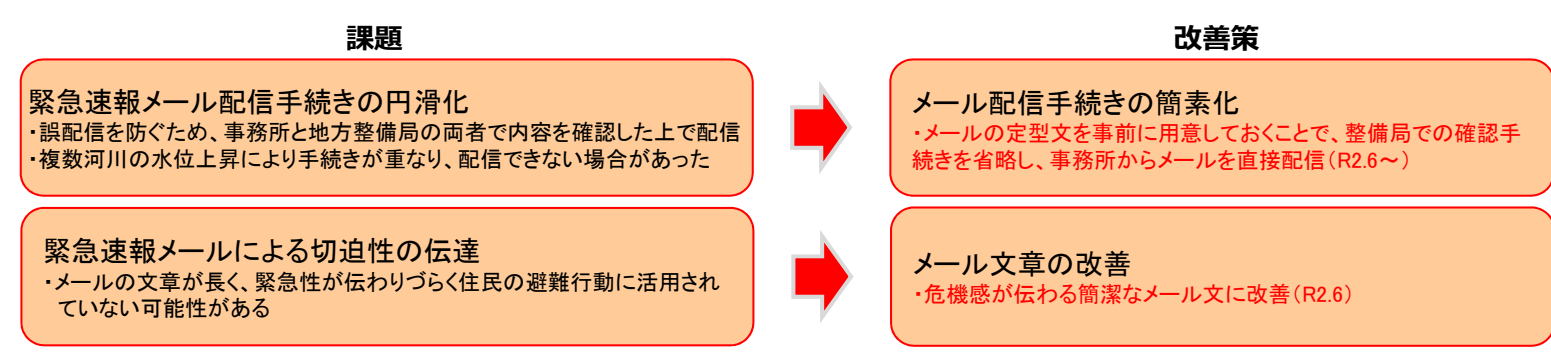 課題
改善策
緊急速報メール配信手続きの円滑化
・誤配信を防ぐため、事務所と地方整備局の両者で内容を確認した上で配信
・複数河川の水位上昇により手続きが重なり、配信できない場合があった
メール配信手続きの簡素化
・メールの定型文を事前に用意しておくことで、整備局での確認手
続きを省略し、事務所からメールを直接配信(R2.6～)
緊急速報メールによる切迫性の伝達
・メールの文章が長く、緊急性が伝わりづらく住民の避難行動に活用され
ていない可能性がある
メール文章の改善
・危機感が伝わる簡潔なメール文に改善(R2.6)